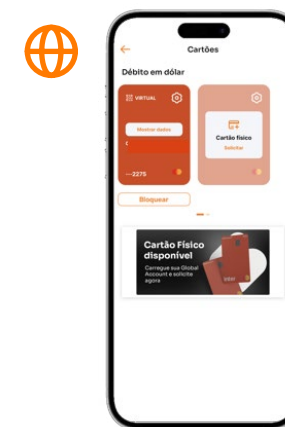 Cartões
Débito em dólar
VIRTUAL
Mostrar dados
Cartão físico
Solicitar
2275
Bloquear
Cartão Físico
disponível
Carregue sua Global
Account e solicite
agora
inter